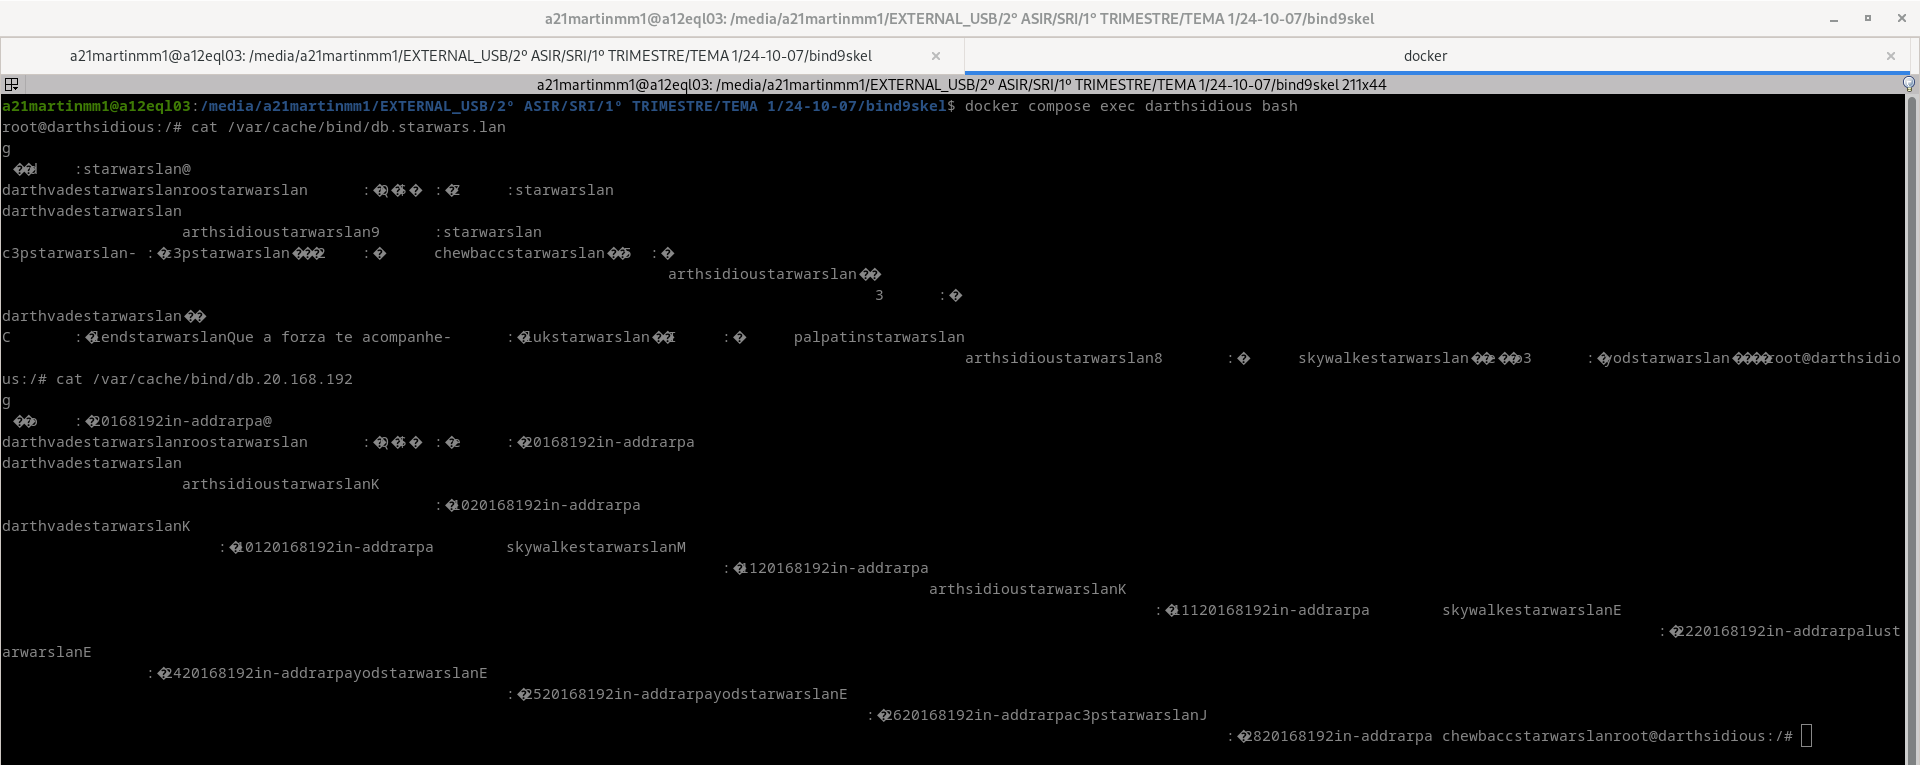 a21martinmm1@a12eql03: /media/a21martinmm1/EXTERNAL_USB/2º ASIR/SRI/1º TRIMESTRE/TEMA 1/24-10-07/bind9skel
a21martinmm1@a12eql03: /media/a21martinmm1/EXTERNAL_USB/2º ASIR/SRI/1º TRIMESTRE/TEMA 1/24-10-07/bind9skel
docker
a21martinmm1@a12eql03: /media/a21martinmm1/EXTERNAL_USB/2º ASIR/SRI/1º TRIMESTRE/TEMA 1/24-10-07/bind9skel 211x44
a21martinmm1@a12eql03:/media/a21martinmm1/EXTERNAL_USB/2º ASIR/SRI/1º TRIMESTRE/TEMA 1/24-10-07/bind9skel$ docker compose exec darthsidious bash
root@darthsidious:/# cat /var/cache/bind/db.starwars.lan
g
:starwarslan@
darthvadestarwarslanroostarwarslan : : :starwarslan
darthvadestarwarslan
arthsidioustarwarslan9 :starwarslan
c3pstarwarslan- : 3pstarwarslan : chewbaccstarwarslan :
arthsidioustarwarslan
3 :
darthvadestarwarslan
C : lendstarwarslanQue a forza te acompanhe- : lukstarwarslan : palpatinstarwarslan
arthsidioustarwarslan8 : skywalkestarwarslan : yodstarwarslan root@darthsidio
us:/# cat /var/cache/bind/db.20.168.192
g
: 20168192in-addrarpa@
darthvadestarwarslanroostarwarslan : : : 20168192in-addrarpa
darthvadestarwarslan
arthsidioustarwarslanK
: 1020168192in-addrarpa
darthvadestarwarslanK
: 10120168192in-addrarpa skywalkestarwarslanM
: 1120168192in-addrarpa
arthsidioustarwarslanK
: 11120168192in-addrarpa skywalkestarwarslanE
: 2220168192in-addrarpalust
arwarslanE
: 2420168192in-addrarpayodstarwarslanE
: 2520168192in-addrarpayodstarwarslanE
: 2620168192in-addrarpac3pstarwarslanJ
: 2820168192in-addrarpa chewbaccstarwarslanroot@darthsidious:/#